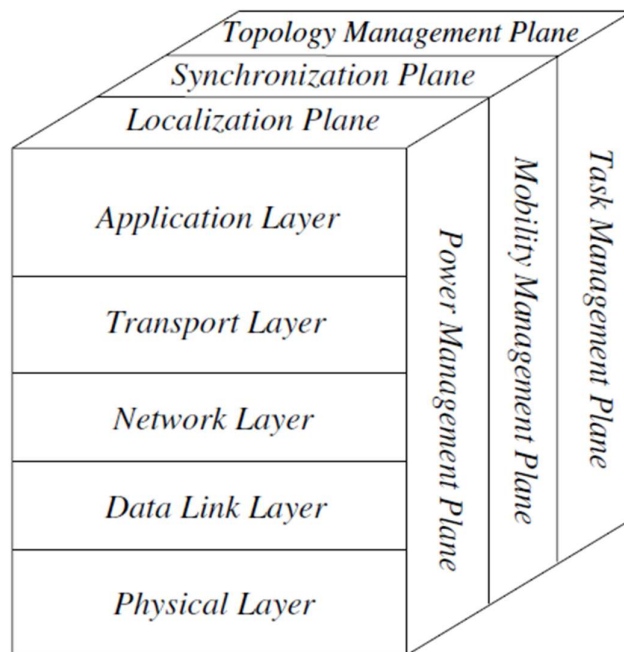 Topology Management Plane
Synchronization Plane
Localization Plane
Application Layer
Transport Layer
Network Layer
Data Link Layer
Physical Layer
Power Management Plane
Mobility Management Plane
Task Management Plane